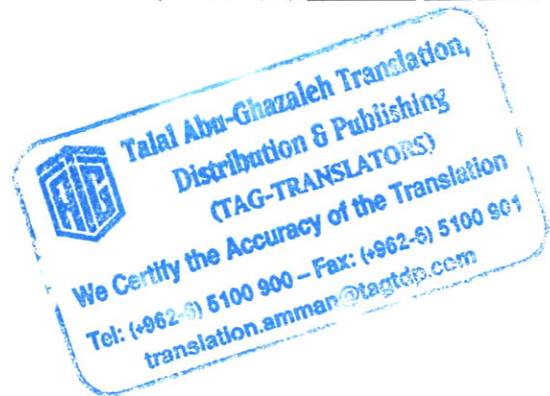 Talal Abu-Ghazaleh Translation,
Distribution & Publishing
(TAG-TRANSLATORS)
We Certify the Accuracy of the Translation
Tel: (+962-6) 5100 900 – Fax: (+962-6) 5100 901
translation.amman@tagtdp.com